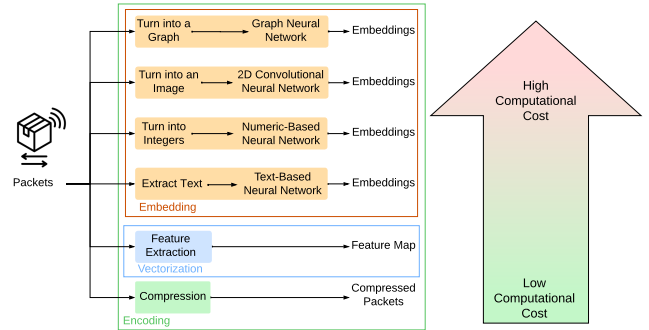 Turn into a
Graph
Graph Neural
Network
Embeddings
Turn into an
Image
2D Convolutional
Neural Network
Embeddings
Turn into
Integers
Numeric-Based
Neural Network
Embeddings
Extract Text
Text-Based
Neural Network
Embeddings
Embedding
Packets
Feature
Extraction
Feature Map
Vectorization
Compression
Compressed
Packets
Encoding
High
Computational
Cost
Low
Computational
Cost